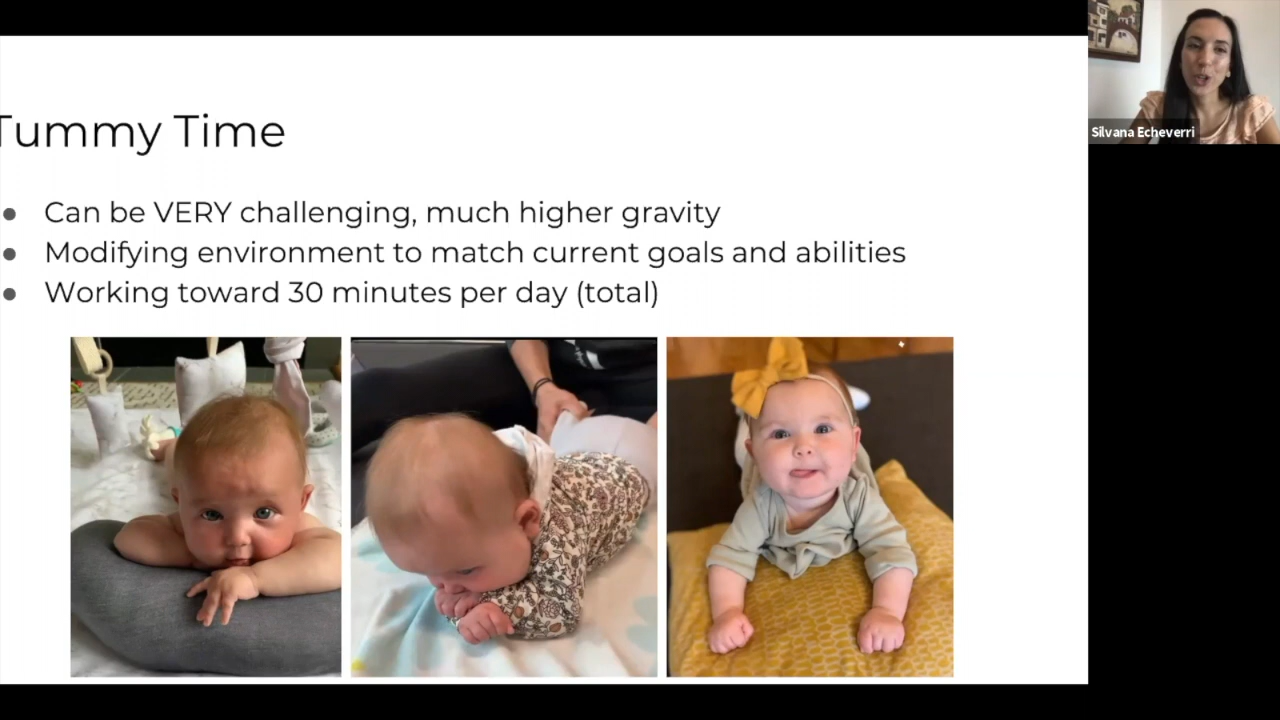 Tummy Time
● Can be VERY challenging, much higher gravity
● Modifying environment to match current goals and abilities
● Working toward 30 minutes per day (total)
Silvana Echeverri